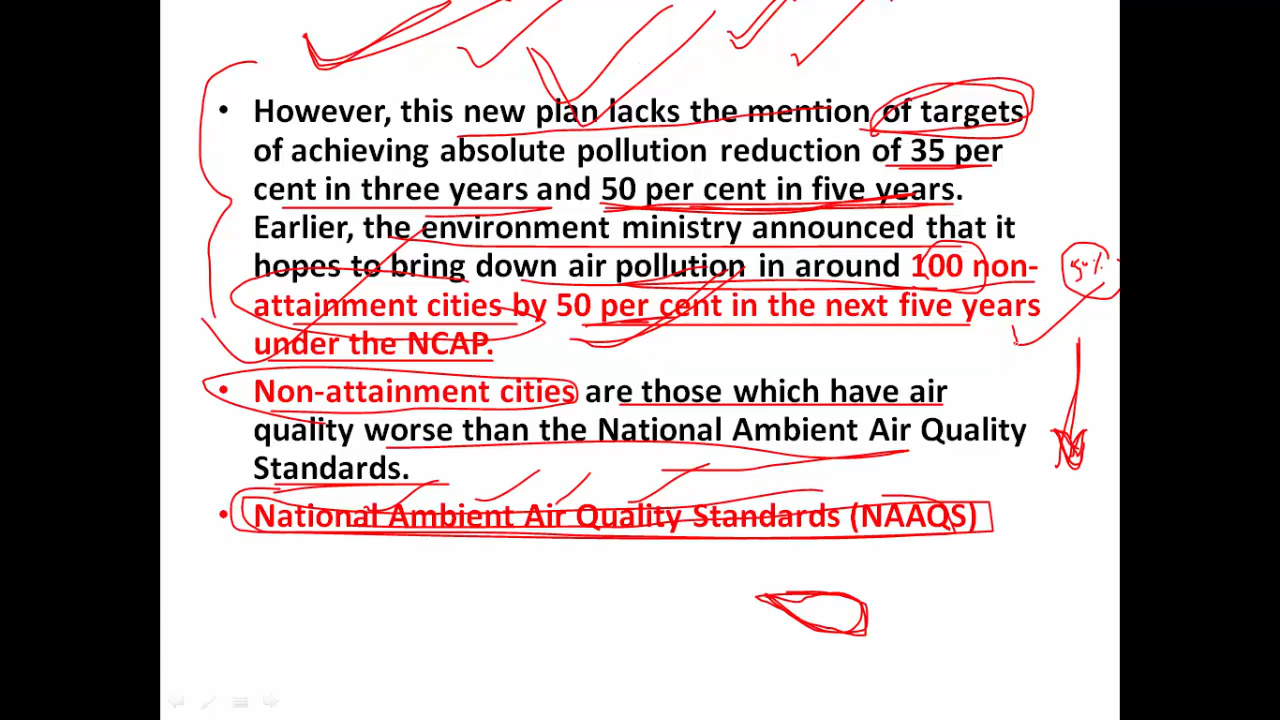 • However, this new plan lacks the mention of targets
of achieving absolute pollution reduction of 35 per
cent in three years and 50 per cent in five years.
Earlier, the environment ministry announced that it
hopes to bring down air pollution in around 100 non-
attainment cities by 50 per cent in the next five years
under the NCAP.
50%
• Non-attainment cities are those which have air
quality worse than the National Ambient Air Quality
Standards.
• National Ambient Air Quality Standards (NAAQS)